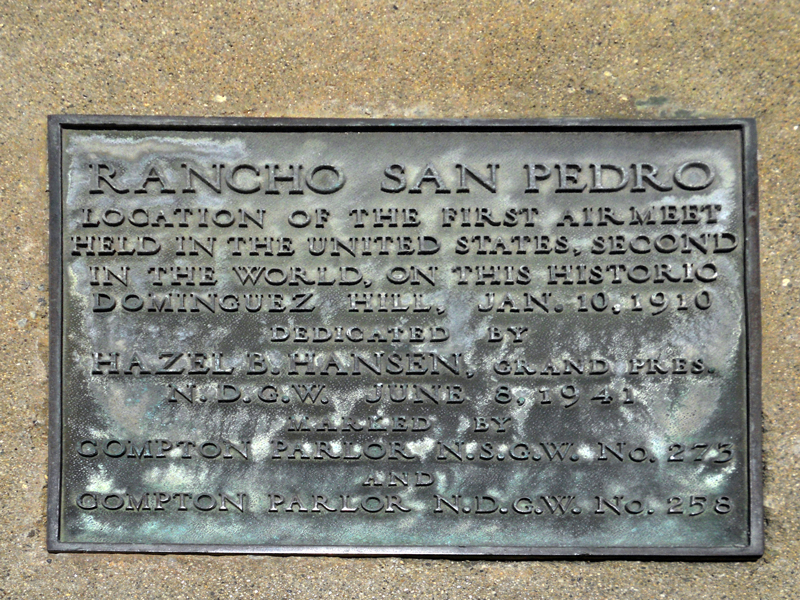 RANCHO SAN PEDRO
LOCATION OF THE FIRST AIR MEET
HELD IN THE UNITED STATES, SECOND
IN THE WORLD, ON THIS HISTORIC
DOMINGUEZ HILL, JAN. 10, 1910
DEDICATED BY
HAZEL B. HANSEN, GRAND PRES.
N.D.G.W. JUNE 8, 1941
MARKED BY
COMPTON PARLOR N.S.G.W. NO. 273
AND
COMPTON PARLOR N.D.G.W. NO. 258